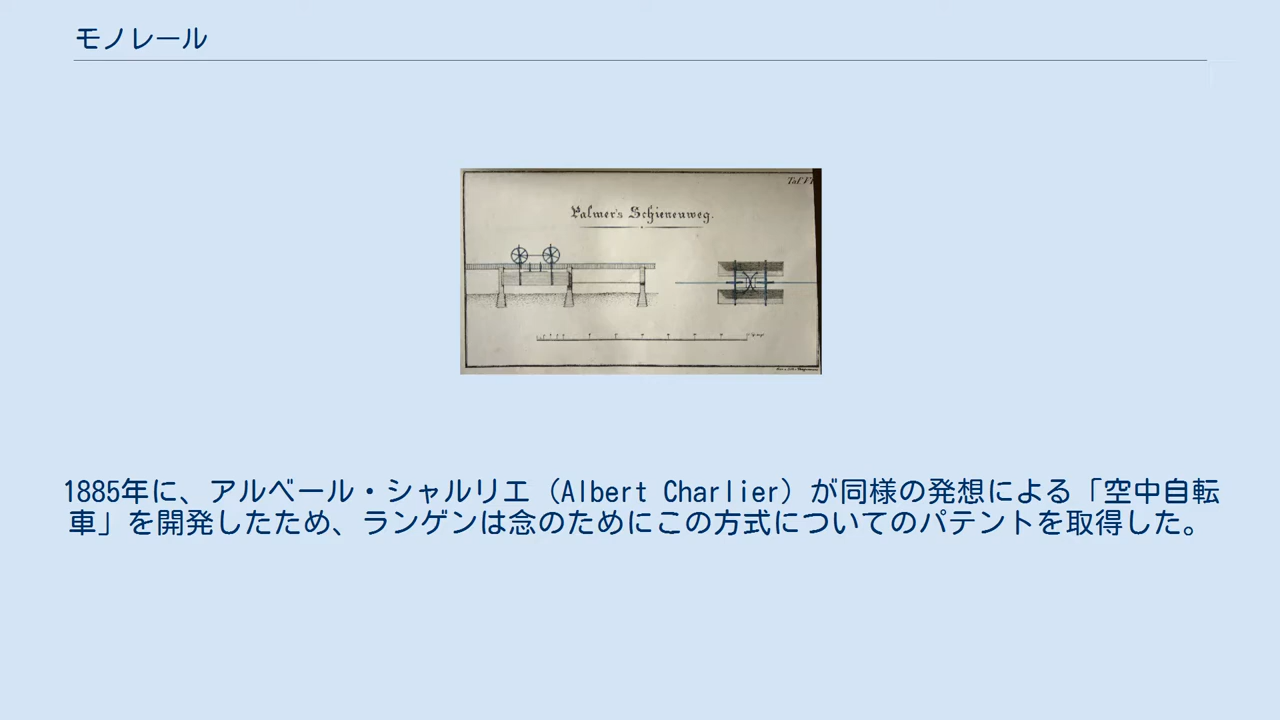 モノレール
Taf. VI
Palmer's Schienenweg.
1885年に、アルベール・シャルリエ（Albert Charlier）が同様の発想による「空中自転
車」を開発したため、ランゲンは念のためにこの方式についてのパテントを取得した。